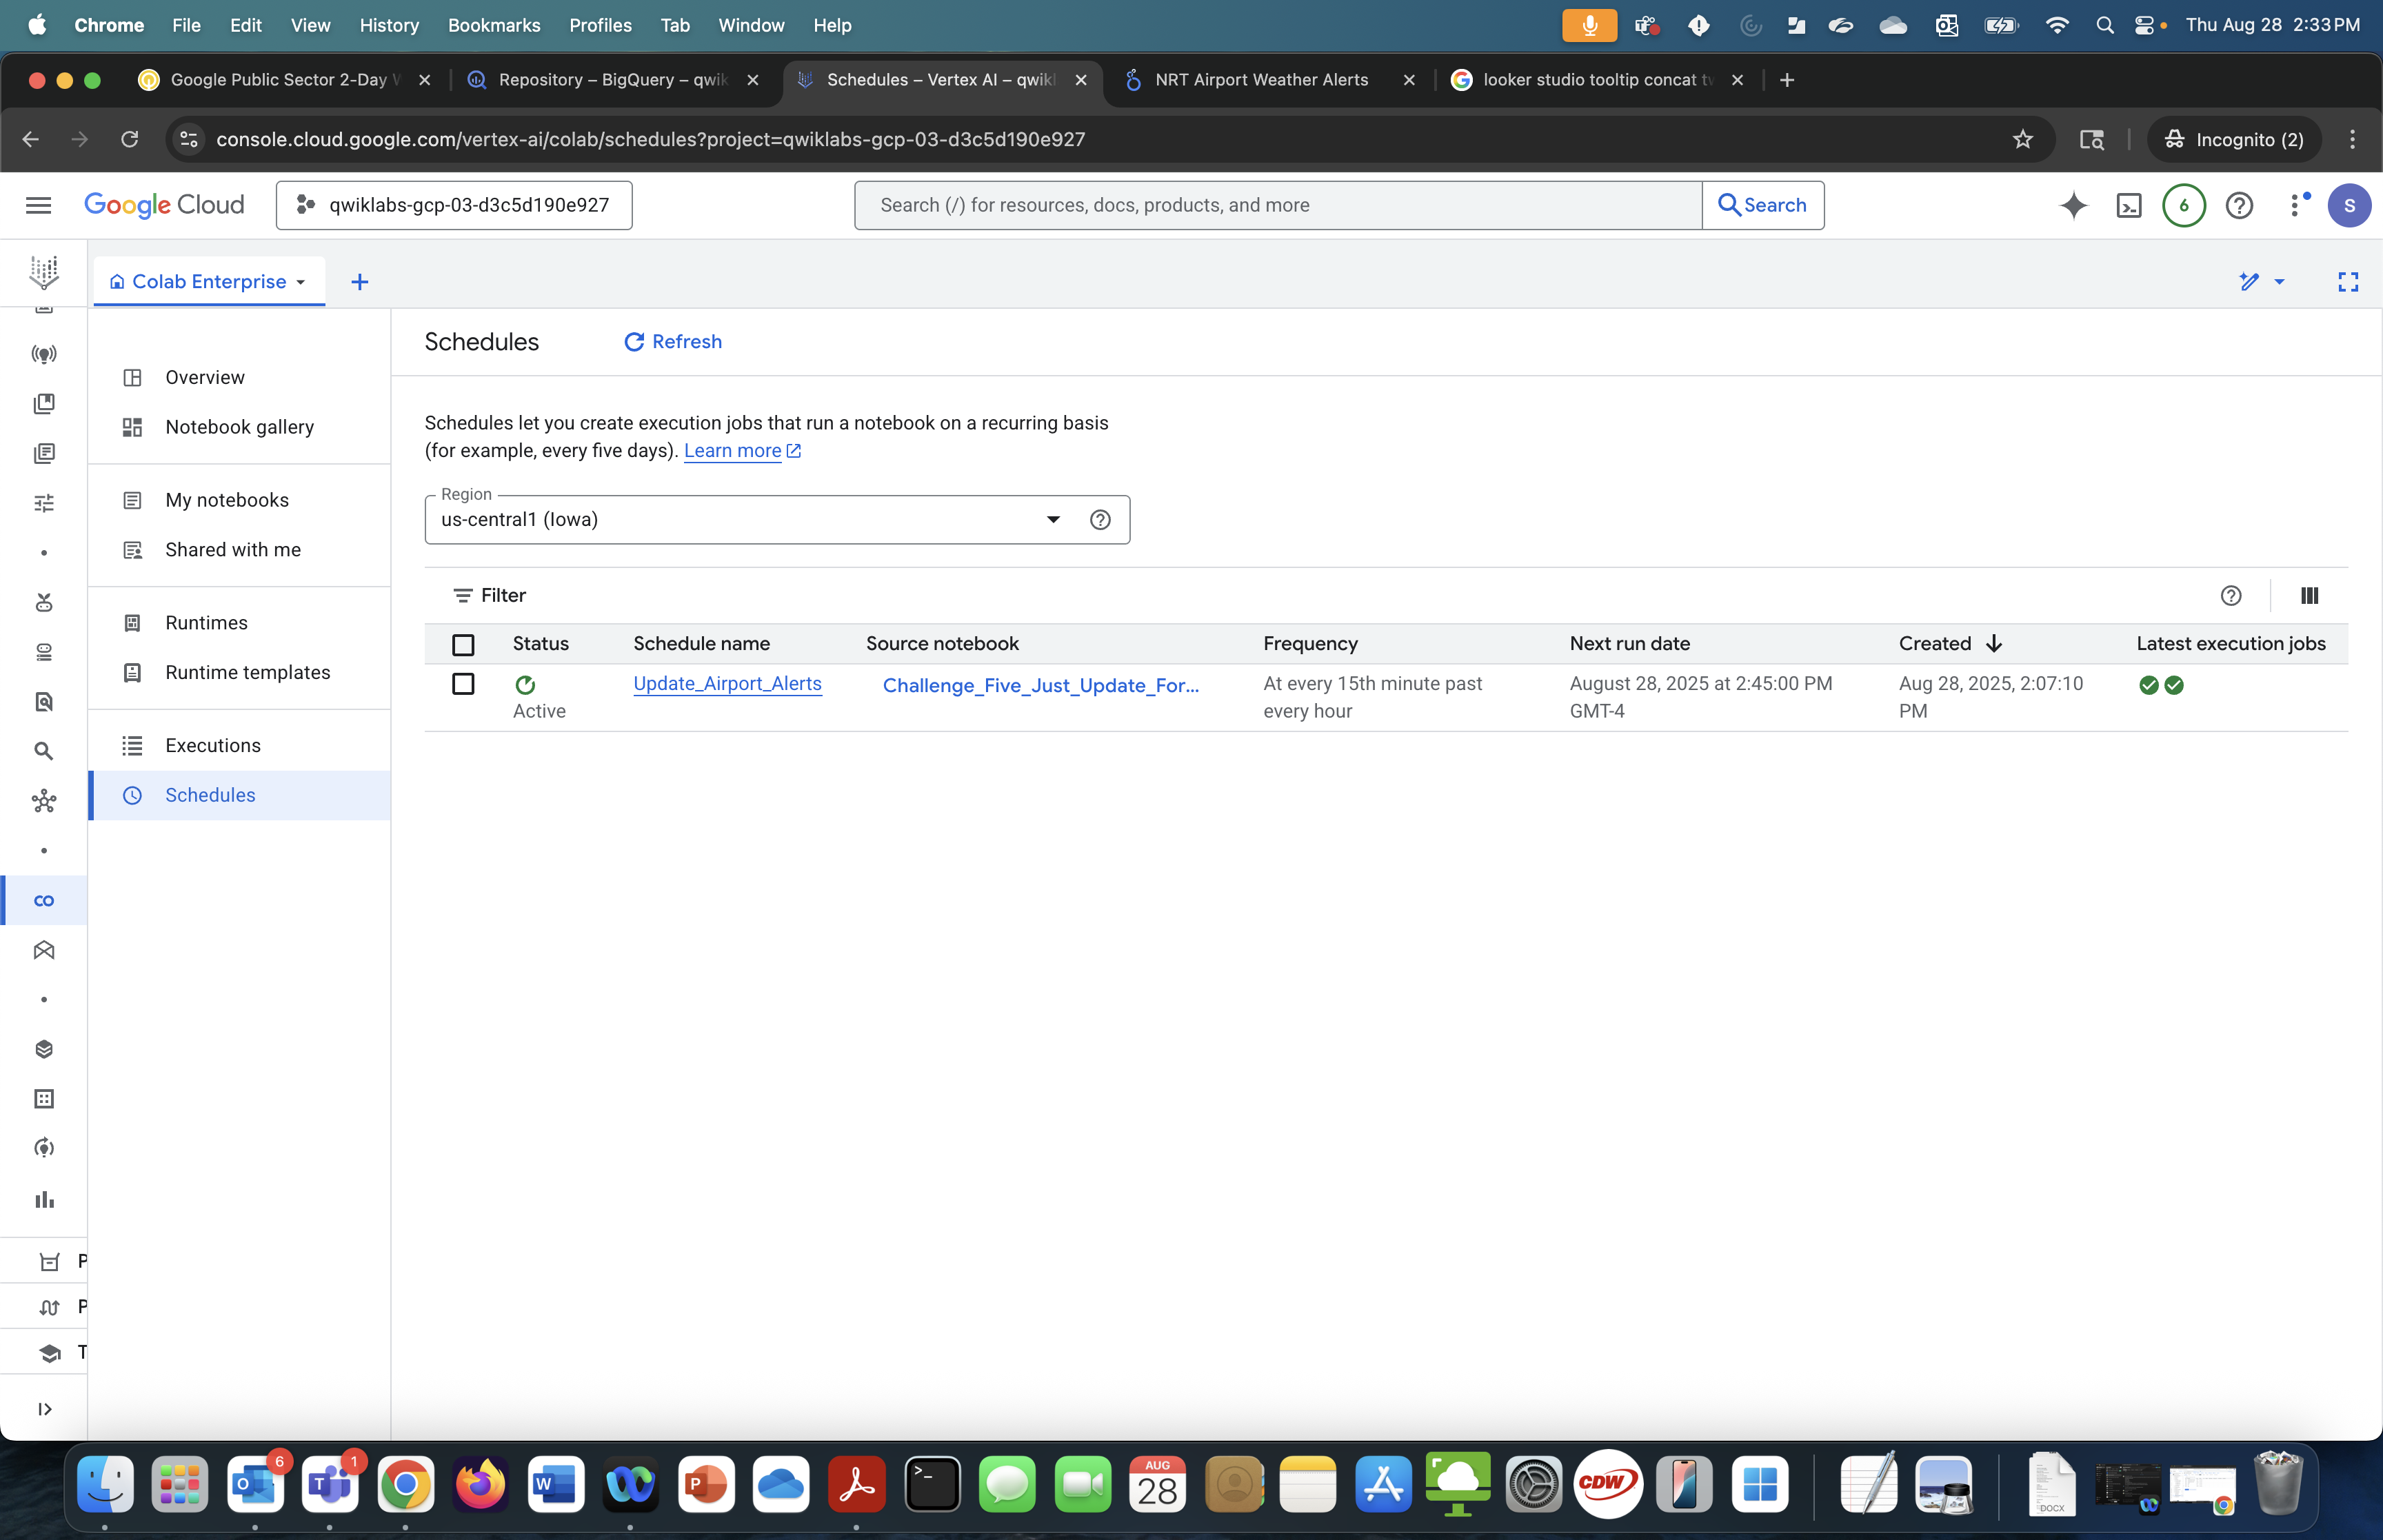 Chrome File Edit View History Bookmarks Profiles Tab Window Help Thu Aug 28 2:33 PM
Google Public Sector 2-Day Repository – BigQuery – qwik Schedules – Vertex AI – qwikl NRT Airport Weather Alerts looker studio tooltip concat
console.cloud.google.com/vertex-ai/colab/schedules?project=qwiklabs-gcp-03-d3c5d190e927 Incognito (2)
Google Cloud qwiklabs-gcp-03-d3c5d190e927 Search (/) for resources, docs, products, and more Search 6 S
Colab Enterprise
Overview
Notebook gallery
My notebooks
Shared with me
Runtimes
Runtime templates
Executions
Schedules
CO
P
P
T
Schedules Refresh
Schedules let you create execution jobs that run a notebook on a recurring basis
(for example, every five days). Learn more
Region
us-central1 (Iowa)
Filter
Status Schedule name Source notebook Frequency Next run date Created Latest execution jobs
Active Update_Airport_Alerts Challenge_Five_Just_Update_For... At every 15th minute past every hour August 28, 2025 at 2:45:00 PM GMT-4 Aug 28, 2025, 2:07:10 PM
6 1 AUG
O T W P >_ 28 CDW DOCX